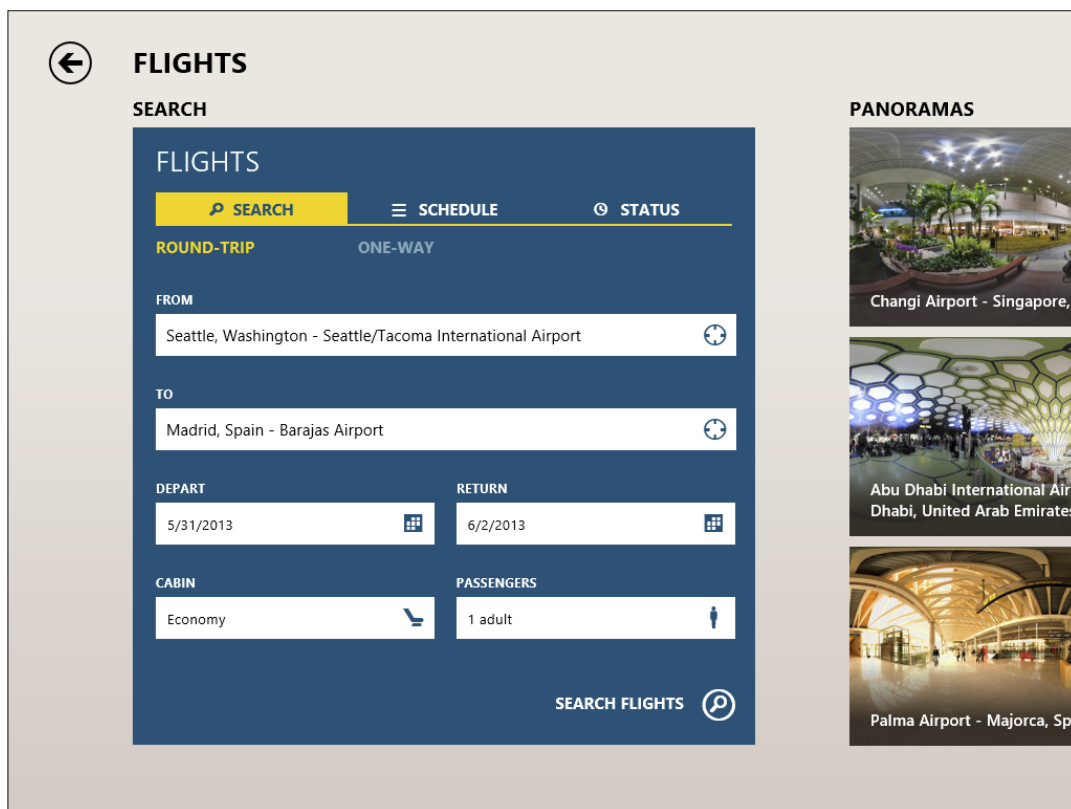 FLIGHTS
SEARCH
FLIGHTS
SEARCH
SCHEDULE
STATUS
ROUND-TRIP
ONE-WAY
FROM
Seattle, Washington - Seattle/Tacoma International Airport
TO
Madrid, Spain - Barajas Airport
DEPART
RETURN
5/31/2013
6/2/2013
CABIN
PASSENGERS
Economy
1 adult
SEARCH FLIGHTS
PANORAMAS
Changi Airport - Singapore,
Abu Dhabi International Air
Dhabi, United Arab Emirates
Palma Airport - Majorca, Sp